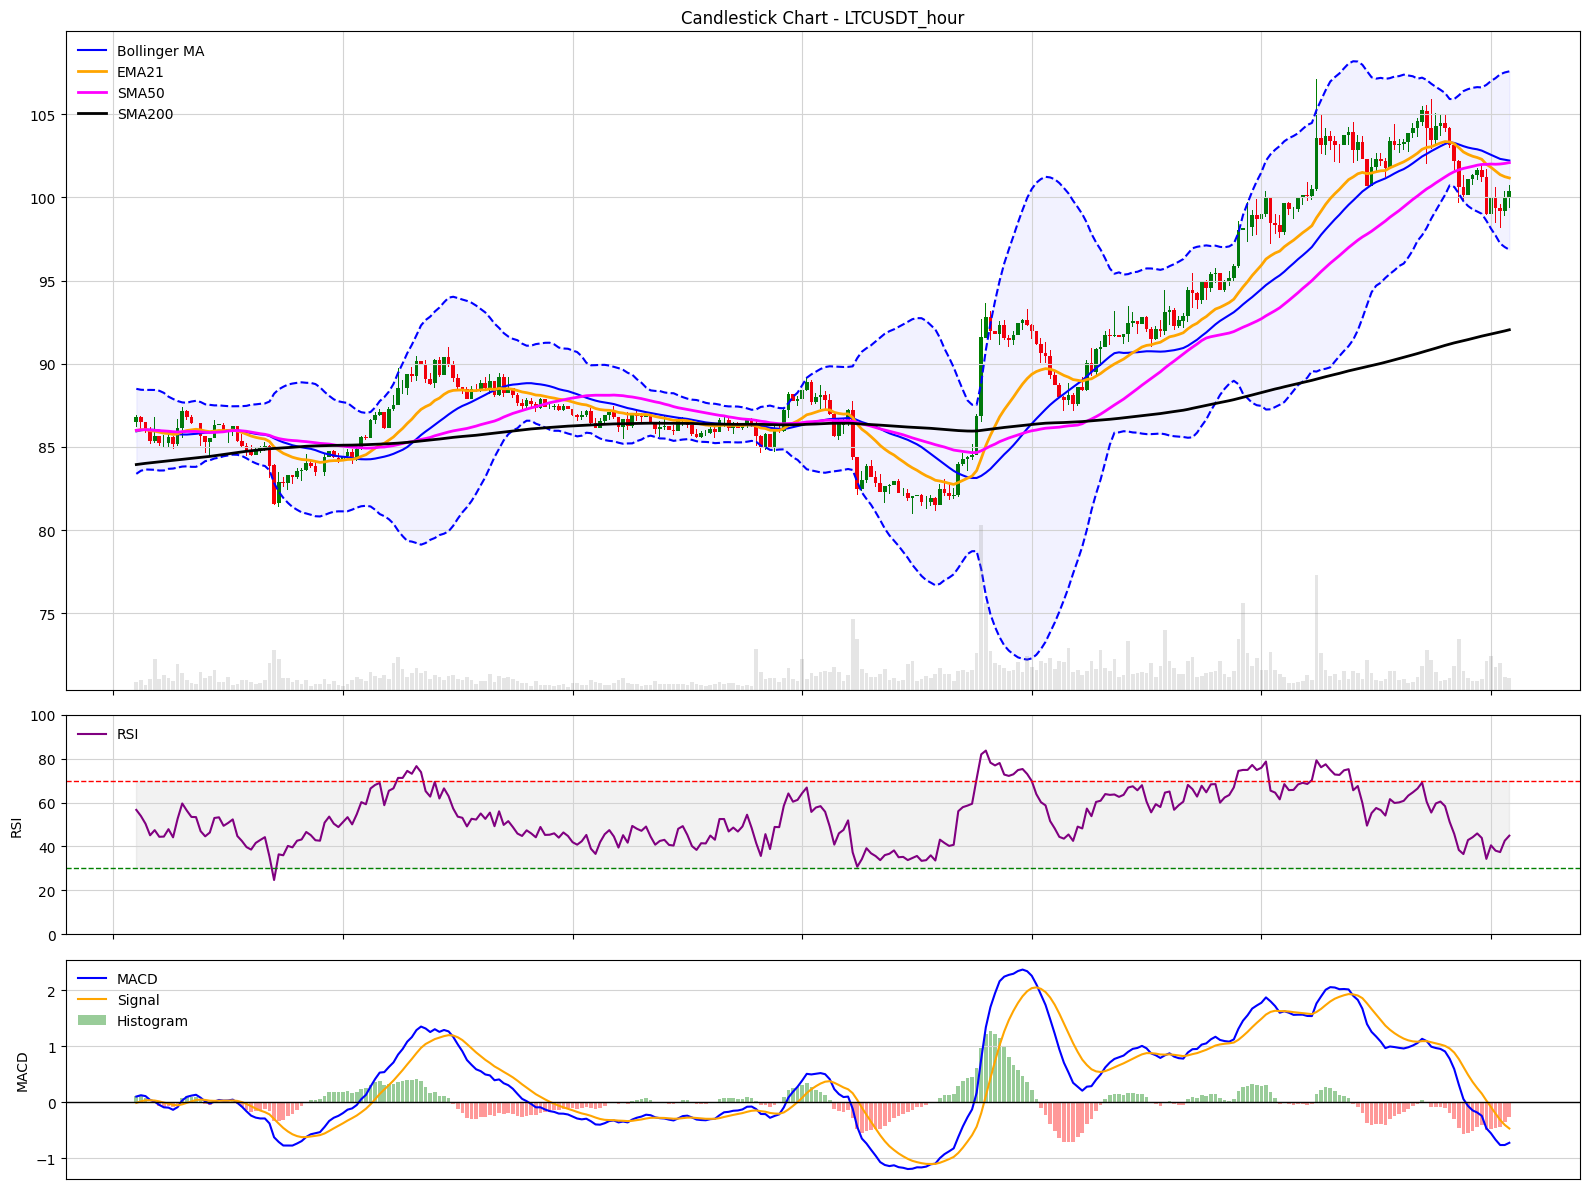 Candlestick Chart - LTCUSDT_hour
Bollinger MA
EMA21
SMA50
SMA200
105
100
95
90
85
80
75
RSI
100
80
60
40
20
0
RSI
MACD
Signal
Histogram
2
1
0
−1
MACD